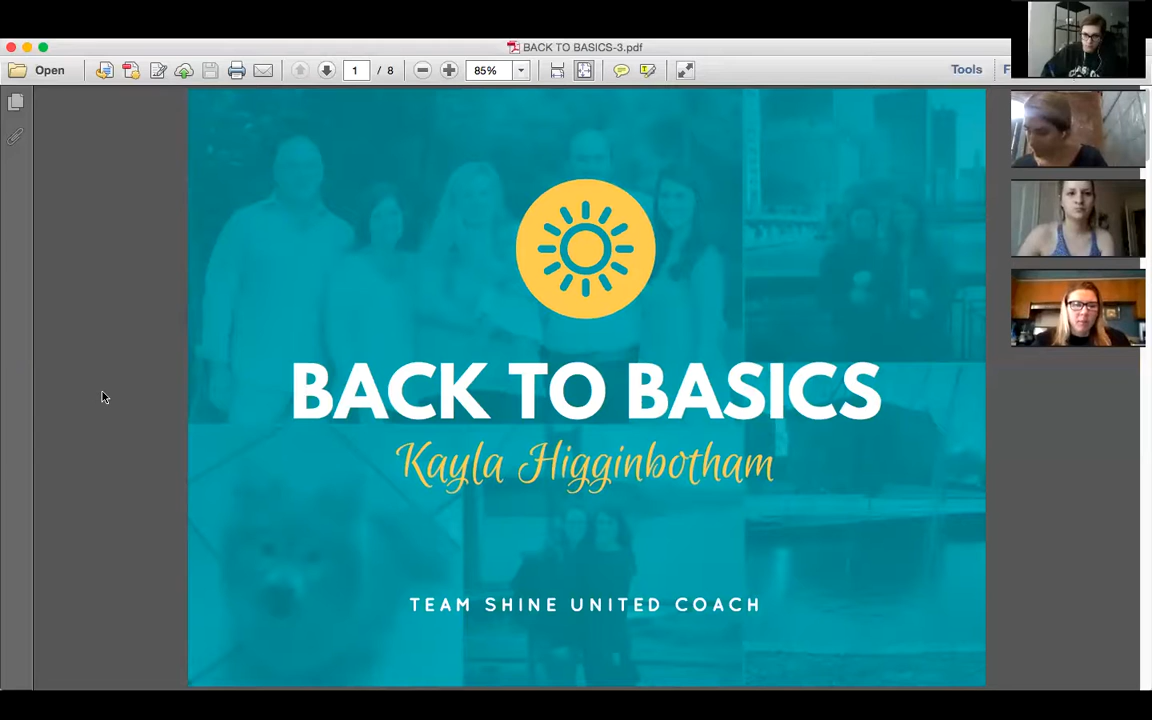 BACK TO BASICS-3.pdf
Open
1 / 8
85%
Tools
F
BACK TO BASICS
Kayla Higginbotham
TEAM SHINE UNITED COACH